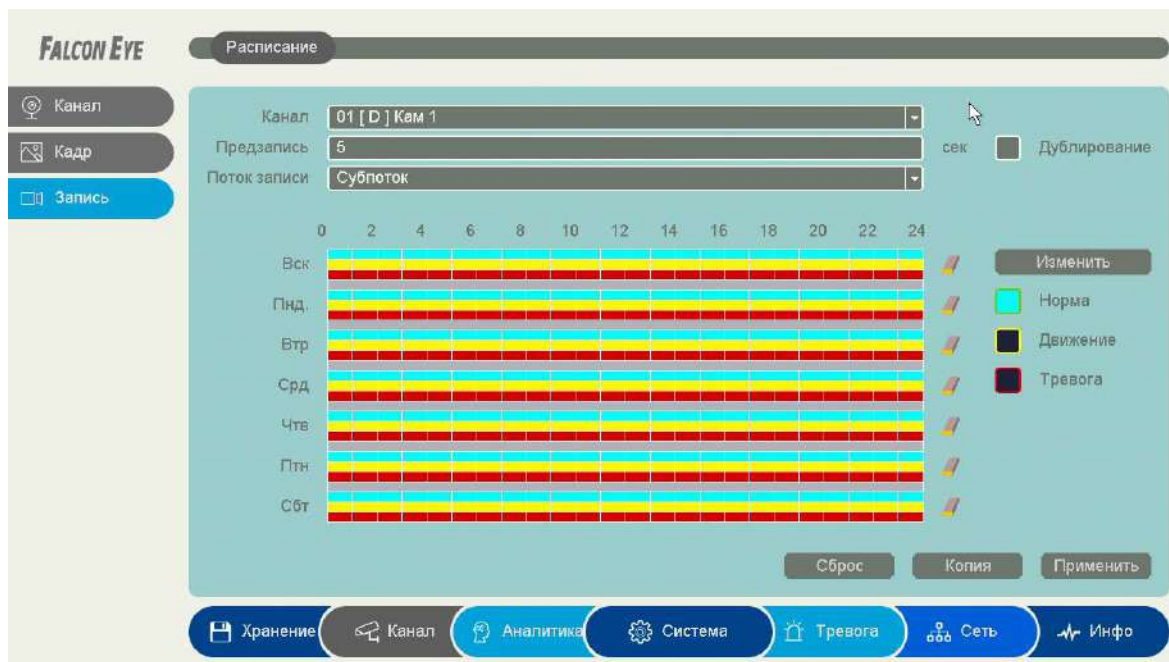 FALCON EYE
Расписание
Канал
Кадр
Запись
Канал 01 [ D ] Кам 1
Предзапись 5 сек Дублирование
Поток записи Субпоток
0 2 4 6 8 10 12 14 16 18 20 22 24
Вск Изменить
Пнд. Норма
Втр Движение
Срд Тревога
Чтв
Птн
Сбт
Сброс Копия Применить
Хранение Канал Аналитика Система Тревога Сеть Инфо